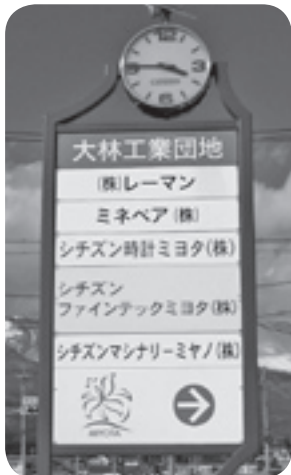 大林工業団地
(株)レーマン
ミネベア(株)
シチズン時計ミヨタ(株)
シチズン
ファインテックミヨタ(株)
シチズンマシナリーミヤノ(株)